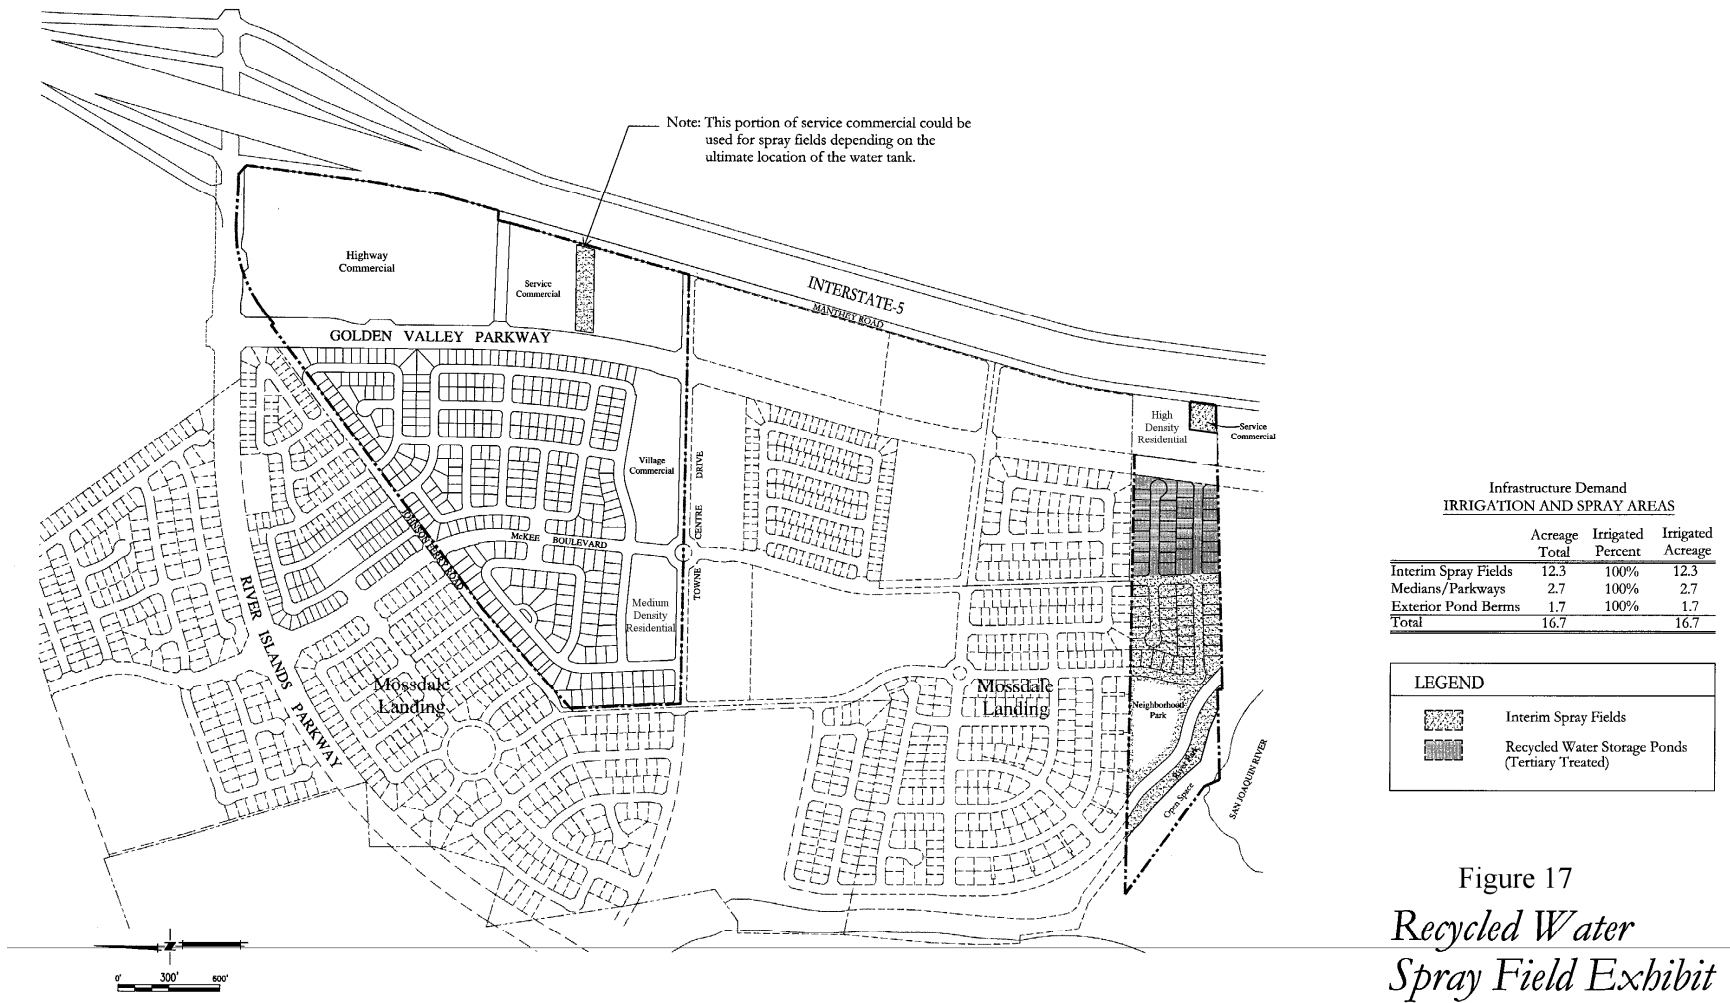 Note: This portion of service commercial could be
used for spray fields depending on the
ultimate location of the water tank.
Highway
Commercial
Service
Commercial
INTERSTATE-5
MANTHEY ROAD
GOLDEN VALLEY PARKWAY
High
Density
Residential
Service
Commercial
Village
Commercial
TOWNE CENTRE DRIVE
McKEE BOULEVARD
JOHNSON FERRY ROAD
Medium
Density
Residential
RIVER ISLANDS PARKWAY
Mossdale
Landing
Mossdale
Landing
Neighborhood
Park
River Park
Open Space
SAN JOAQUIN RIVER
Infrastructure Demand
IRRIGATION AND SPRAY AREAS
Acreage Total Irrigated Percent Irrigated Acreage
Interim Spray Fields 12.3 100% 12.3
Medians/Parkways 2.7 100% 2.7
Exterior Pond Berms 1.7 100% 1.7
Total 16.7 16.7
LEGEND
Interim Spray Fields
Recycled Water Storage Ponds
(Tertiary Treated)
Figure 17
Recycled Water
Spray Field Exhibit
Z
0' 300' 600'